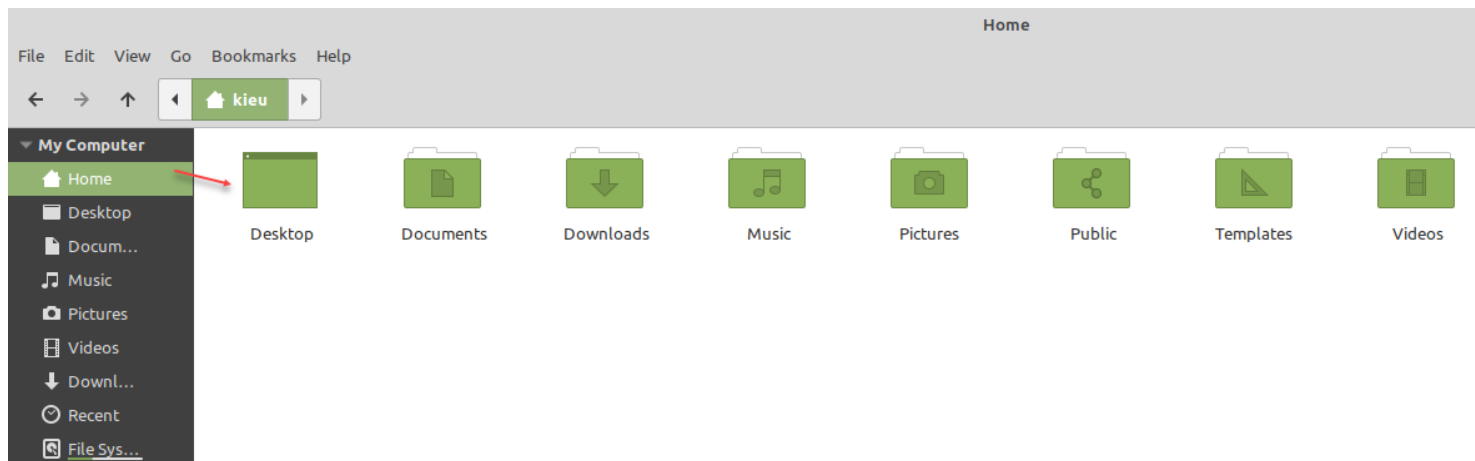 Home
File Edit View Go Bookmarks Help
kieu
My Computer
Home
Desktop
Docum...
Music
Pictures
Videos
Downl...
Recent
File Sys...
Desktop Documents Downloads Music Pictures Public Templates Videos